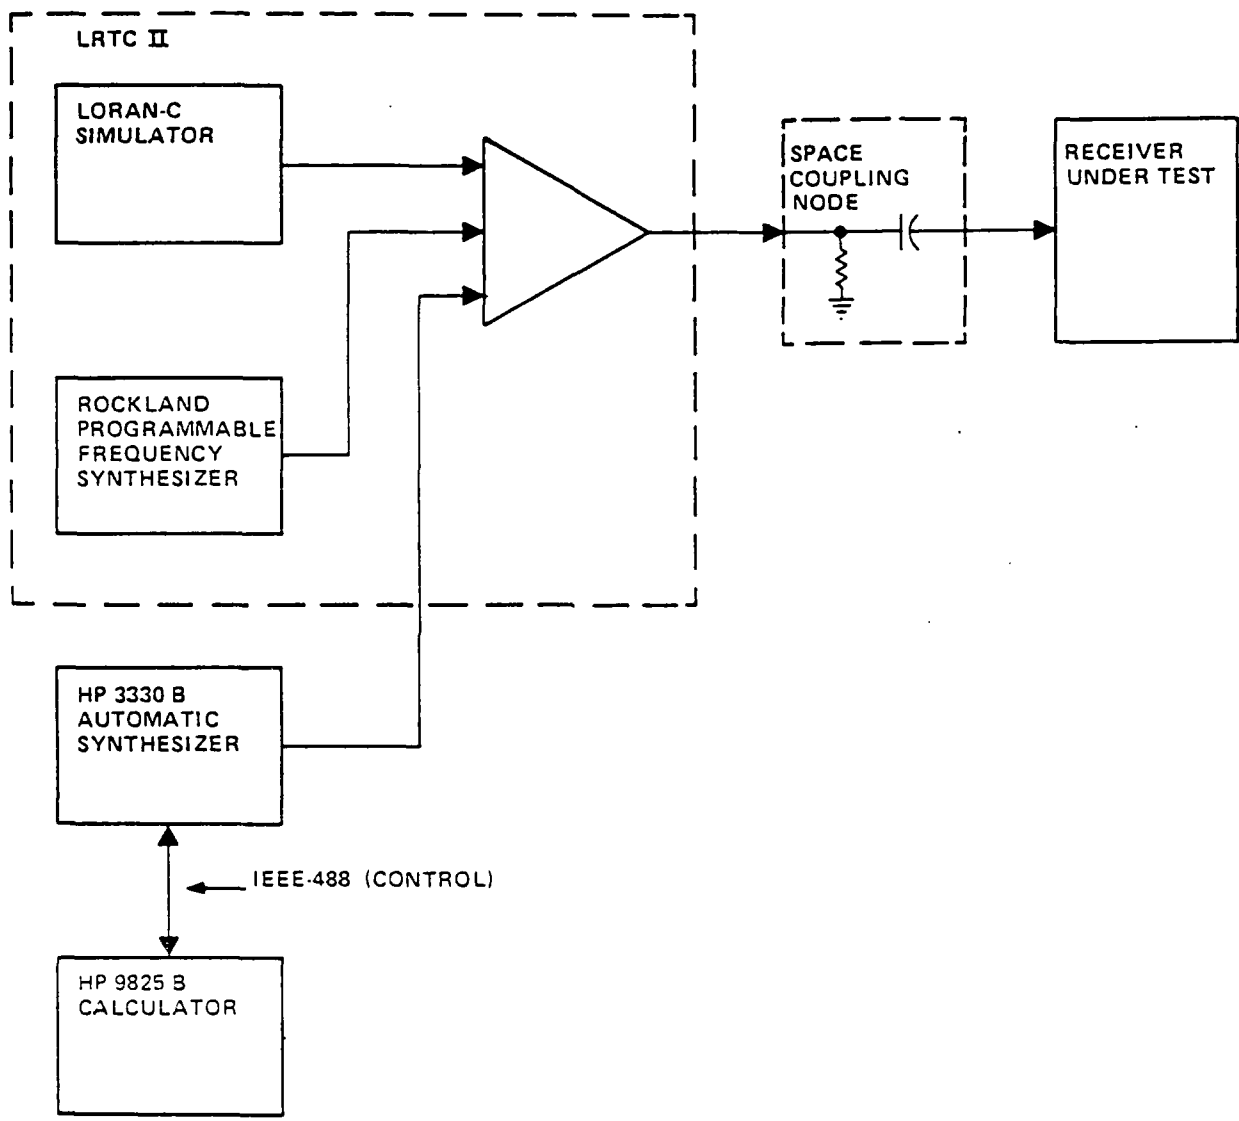 LRTC II
LORAN-C
SIMULATOR
SPACE
COUPLING
NODE
RECEIVER
UNDER TEST
ROCKLAND
PROGRAMMABLE
FREQUENCY
SYNTHESIZER
HP 3330 B
AUTOMATIC
SYNTHESIZER
IEEE-488 (CONTROL)
HP 9825 B
CALCULATOR